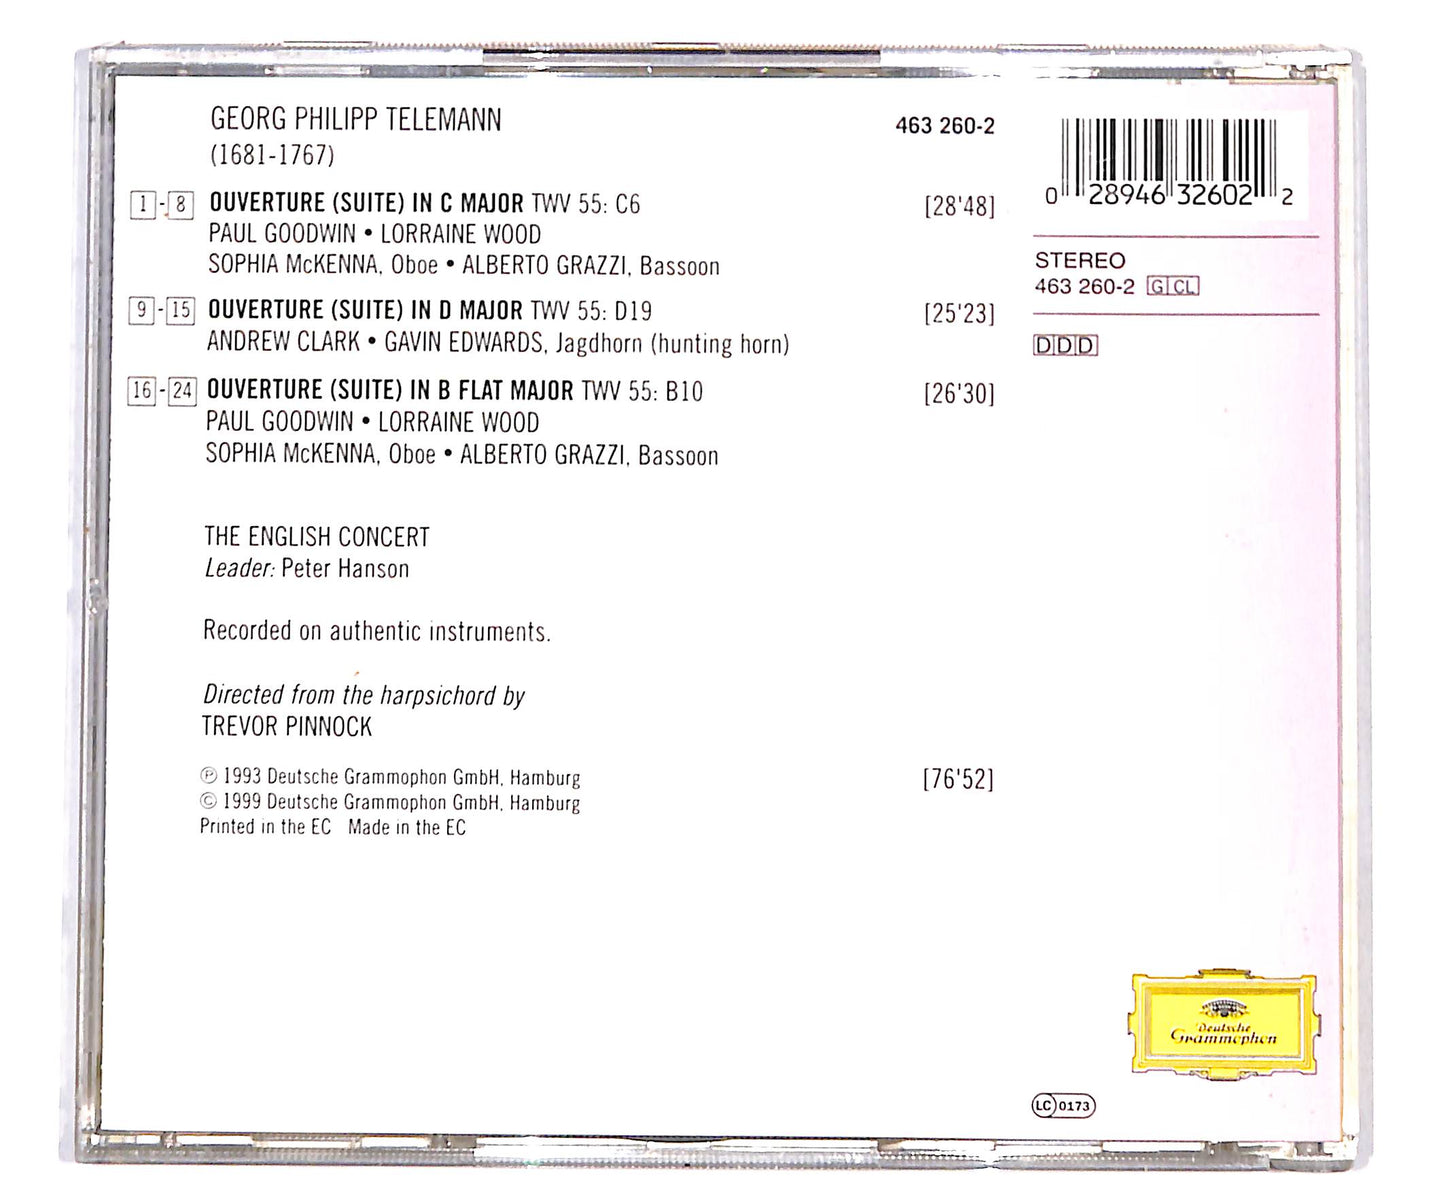 GEORG PHILIPP TELEMANN
(1681-1767)
463 260-2
1 - 8 OUVERTURE (SUITE) IN C MAJOR TWV 55: C6 [28'48]
PAUL GOODWIN • LORRAINE WOOD
SOPHIA McKENNA, Oboe • ALBERTO GRAZZI, Bassoon
9 - 15 OUVERTURE (SUITE) IN D MAJOR TWV 55: D19 [25'23]
ANDREW CLARK • GAVIN EDWARDS, Jagdhorn (hunting horn)
16 - 24 OUVERTURE (SUITE) IN B FLAT MAJOR TWV 55: B10 [26'30]
PAUL GOODWIN • LORRAINE WOOD
SOPHIA McKENNA, Oboe • ALBERTO GRAZZI, Bassoon
THE ENGLISH CONCERT
Leader: Peter Hanson
Recorded on authentic instruments.
Directed from the harpsichord by
TREVOR PINNOCK
℗ 1993 Deutsche Grammophon GmbH, Hamburg [76'52]
© 1999 Deutsche Grammophon GmbH, Hamburg
Printed in the EC Made in the EC
0 28946 32602 2
STEREO
463 260-2 G CL
DDD
Deutsche
Grammophon
LC 0173